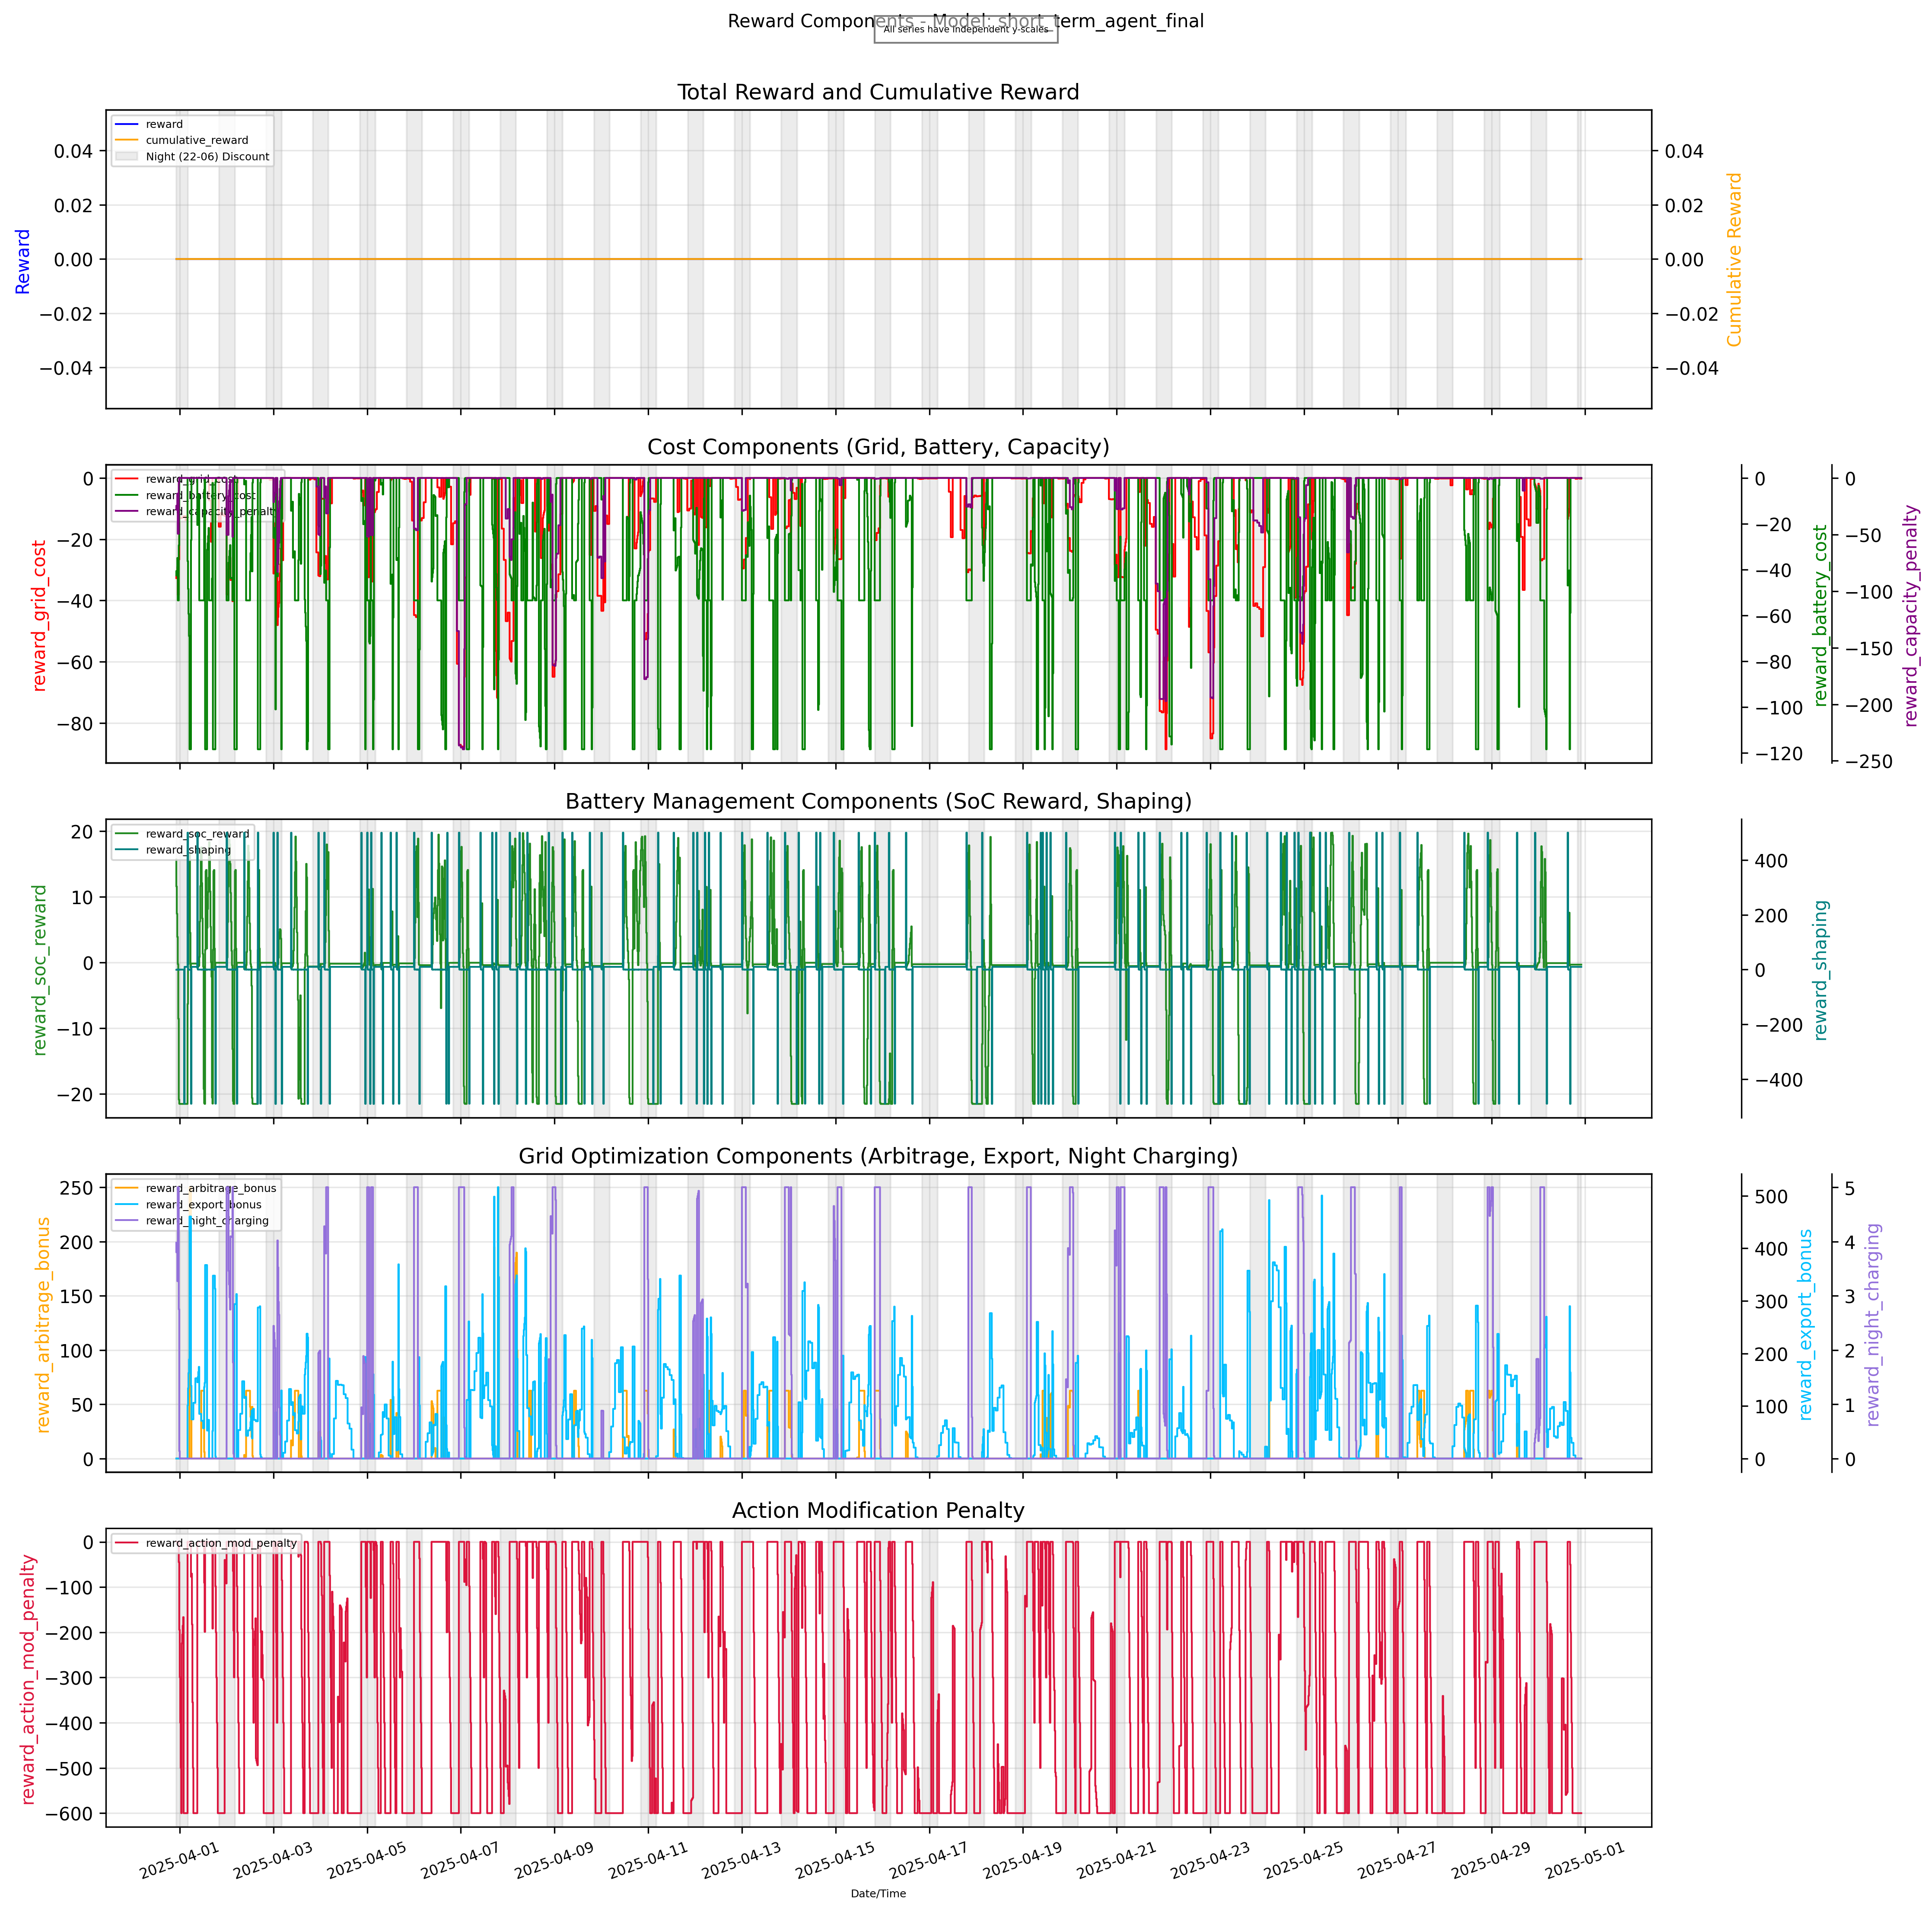 Reward Components - Model: short_term_agent_final
All series have independent y-scales
Total Reward and Cumulative Reward
reward
cumulative_reward
Night (22-06) Discount
0.04
0.02
0.00
−0.02
−0.04
Reward
0.04
0.02
0.00
−0.02
−0.04
Cumulative Reward
Cost Components (Grid, Battery, Capacity)
reward_grid_cost
reward_battery_cost
reward_capacity_penalty
0
−20
−40
−60
−80
reward_grid_cost
0
−20
−40
−60
−80
−100
−120
reward_battery_cost
0
−50
−100
−150
−200
−250
reward_capacity_penalty
Battery Management Components (SoC Reward, Shaping)
reward_soc_reward
reward_shaping
20
10
0
−10
−20
reward_soc_reward
400
200
0
−200
−400
reward_shaping
Grid Optimization Components (Arbitrage, Export, Night Charging)
reward_arbitrage_bonus
reward_export_bonus
reward_night_charging
250
200
150
100
50
0
reward_arbitrage_bonus
500
400
300
200
100
0
reward_export_bonus
5
4
3
2
1
0
reward_night_charging
Action Modification Penalty
reward_action_mod_penalty
0
−100
−200
−300
−400
−500
−600
reward_action_mod_penalty
2025-04-01
2025-04-03
2025-04-05
2025-04-07
2025-04-09
2025-04-11
2025-04-13
2025-04-15
2025-04-17
2025-04-19
2025-04-21
2025-04-23
2025-04-25
2025-04-27
2025-04-29
2025-05-01
Date/Time